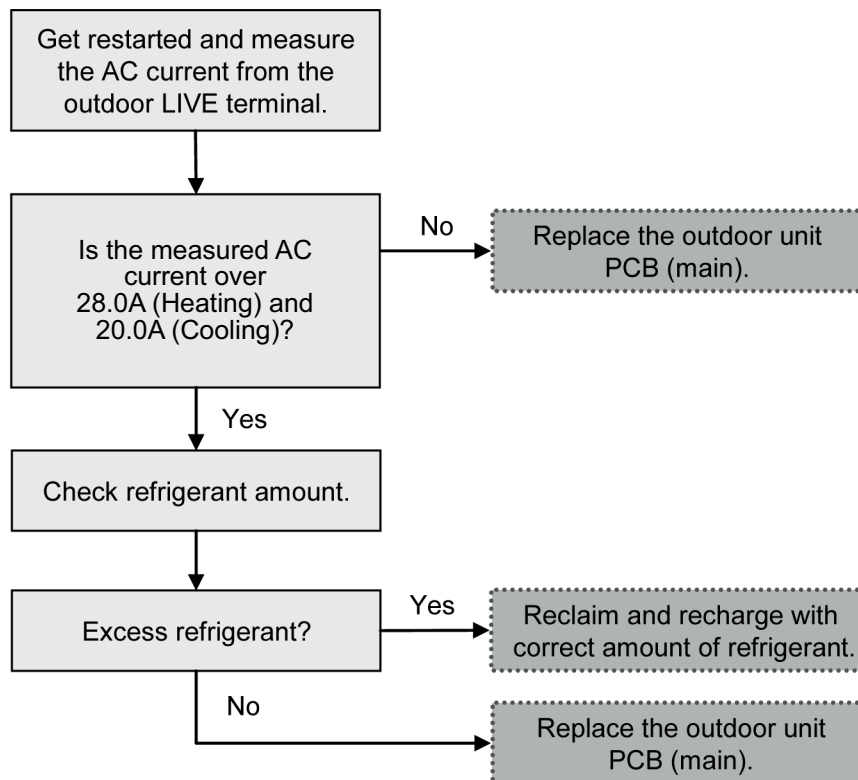 Get restarted and measure
the AC current from the
outdoor LIVE terminal.
Is the measured AC
current over
28.0A (Heating) and
20.0A (Cooling)?
No
Replace the outdoor unit
PCB (main).
Yes
Check refrigerant amount.
Excess refrigerant?
Yes
Reclaim and recharge with
correct amount of refrigerant.
No
Replace the outdoor unit
PCB (main).